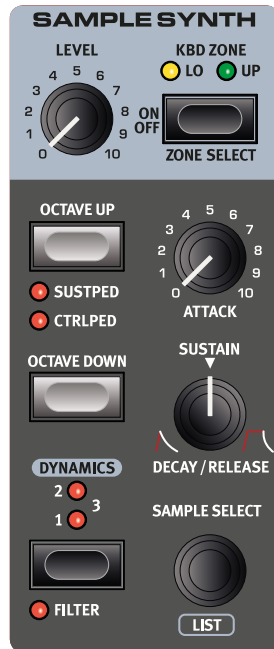 SAMPLE SYNTH
LEVEL
KBD ZONE
LO UP
0 1 2 3 4 5 6 7 8 9 10
ON
OFF
ZONE SELECT
OCTAVE UP
SUSTPED
CTRLPED
0 1 2 3 4 5 6 7 8 9 10
ATTACK
OCTAVE DOWN
SUSTAIN
DECAY / RELEASE
DYNAMICS
2
3
1
FILTER
SAMPLE SELECT
LIST